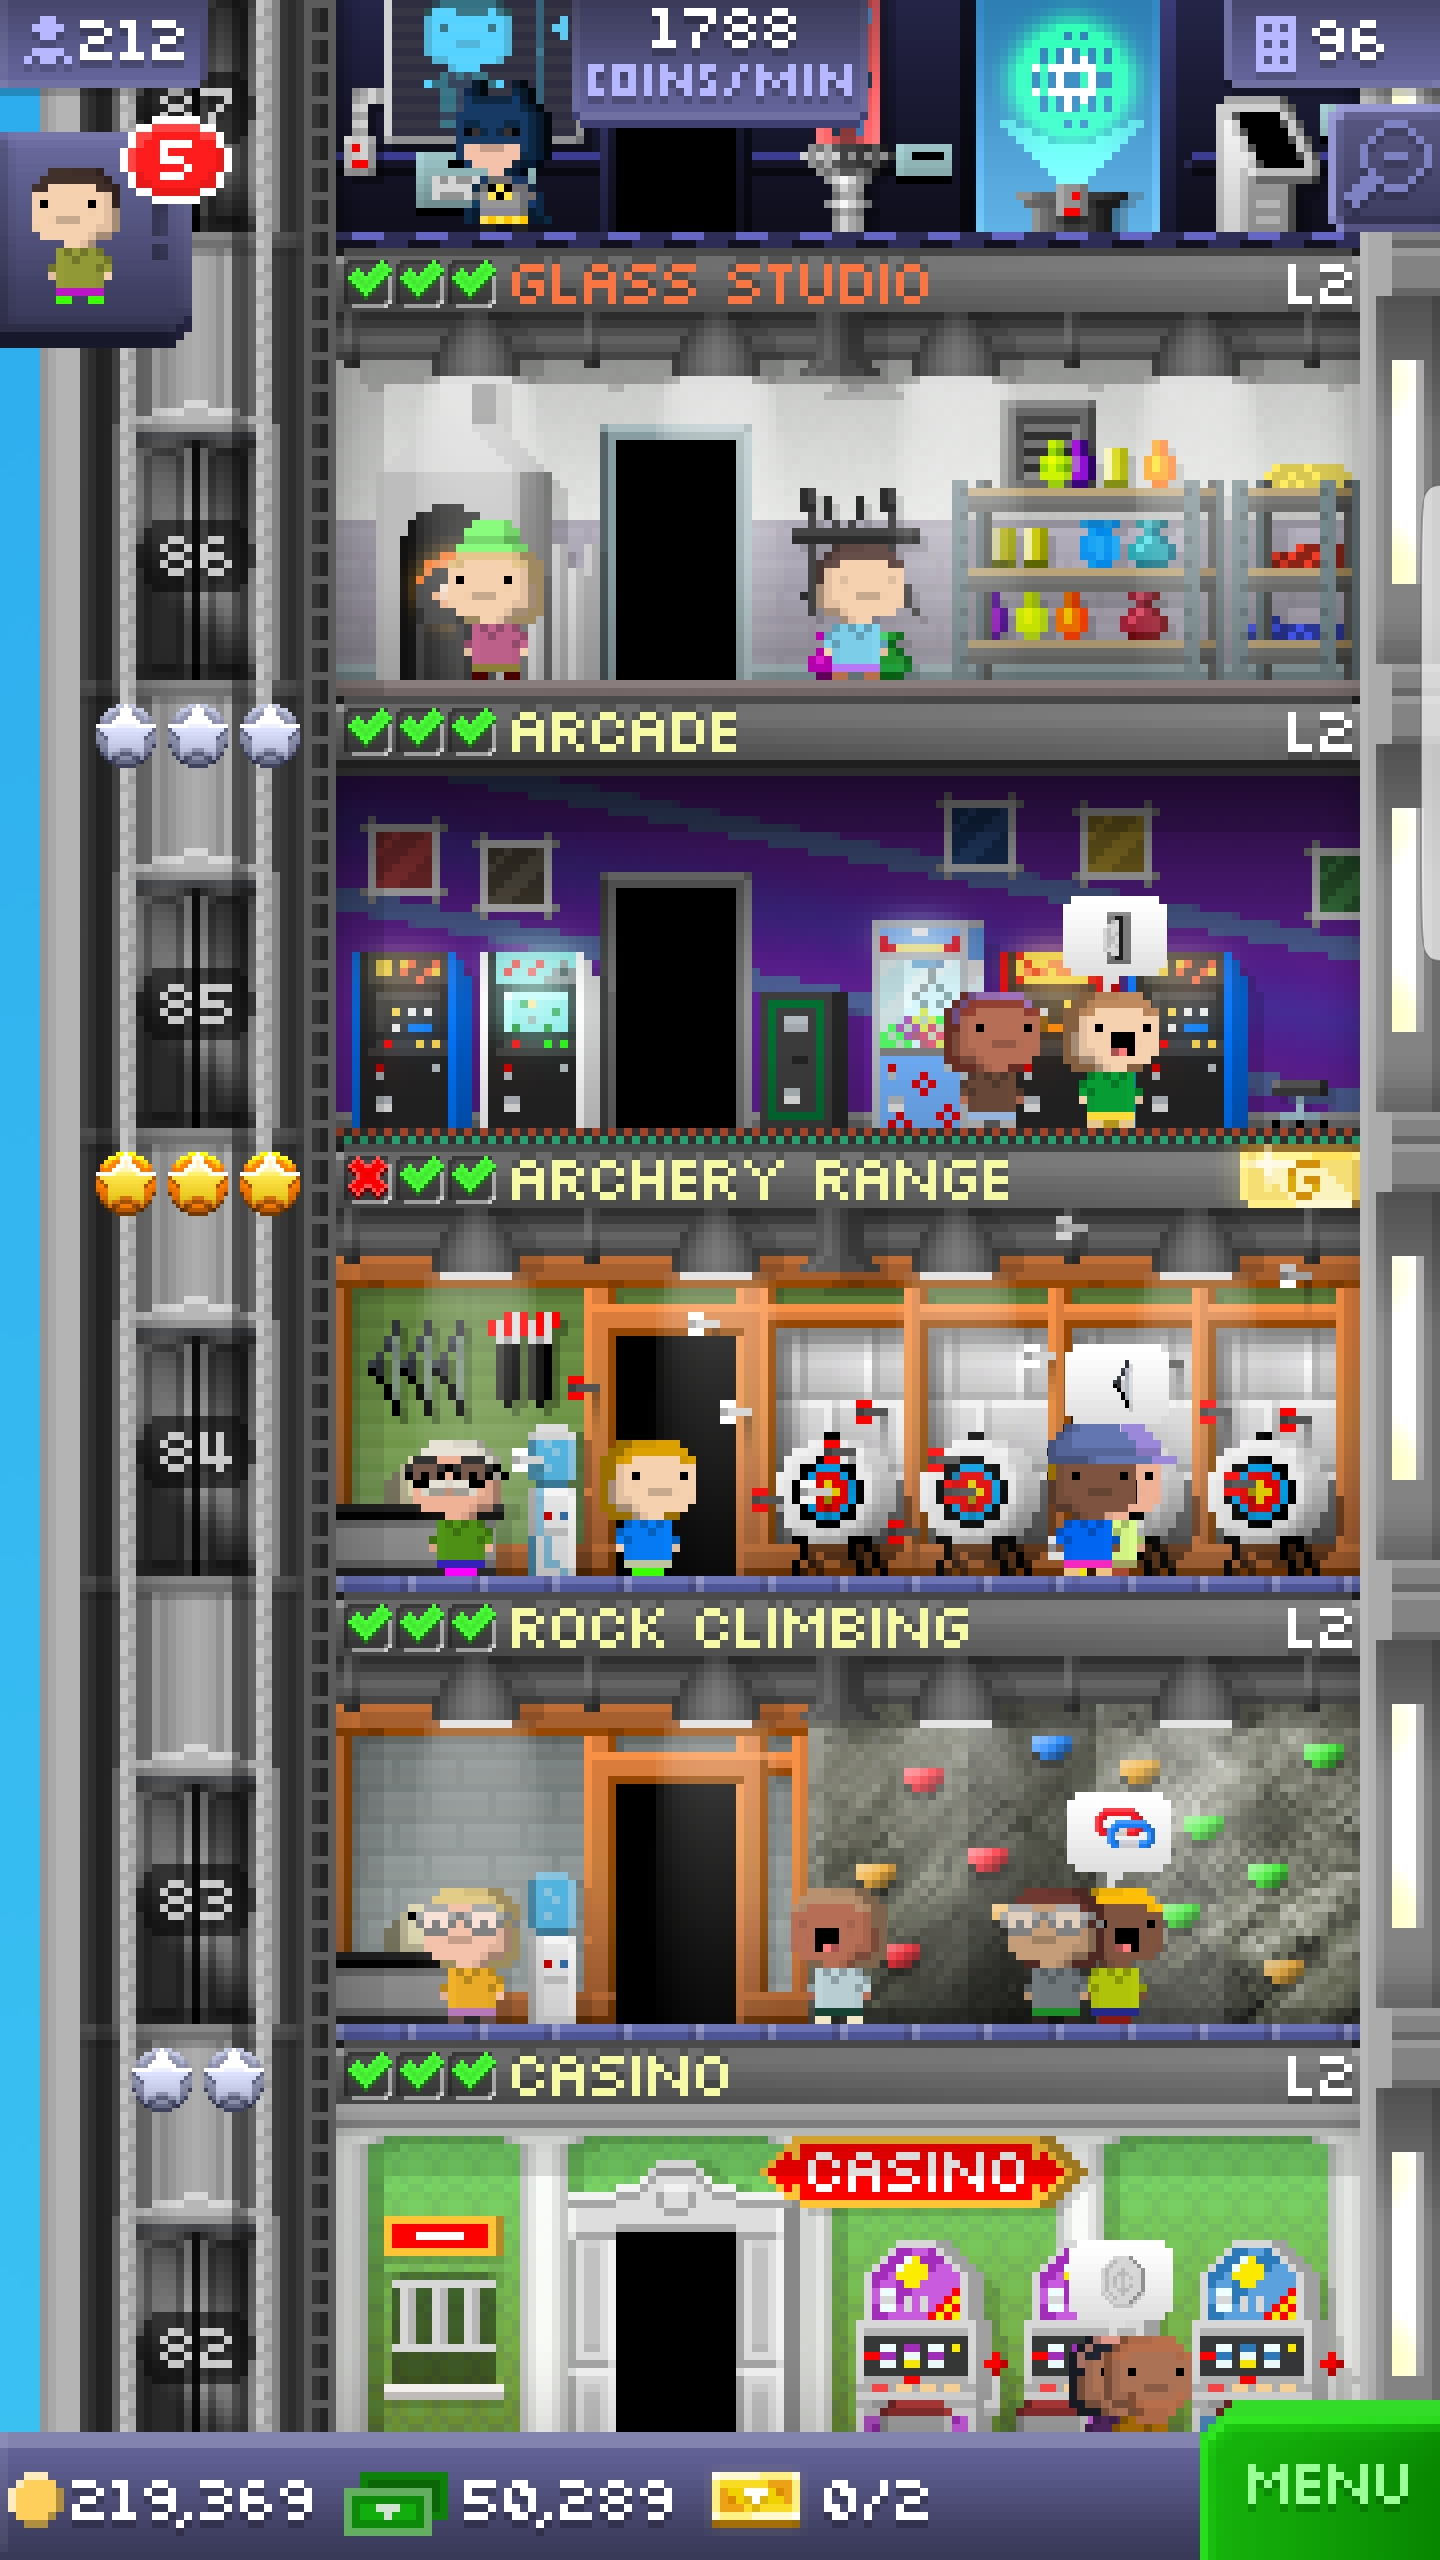 212
1788
COINS/MIN
96
87
5
GLASS STUDIO L2
86
ARCADE L2
85
ARCHERY RANGE G
84
ROCK CLIMBING L2
83
CASINO L2
CASINO
82
219,369 50,289 0/2 MENU